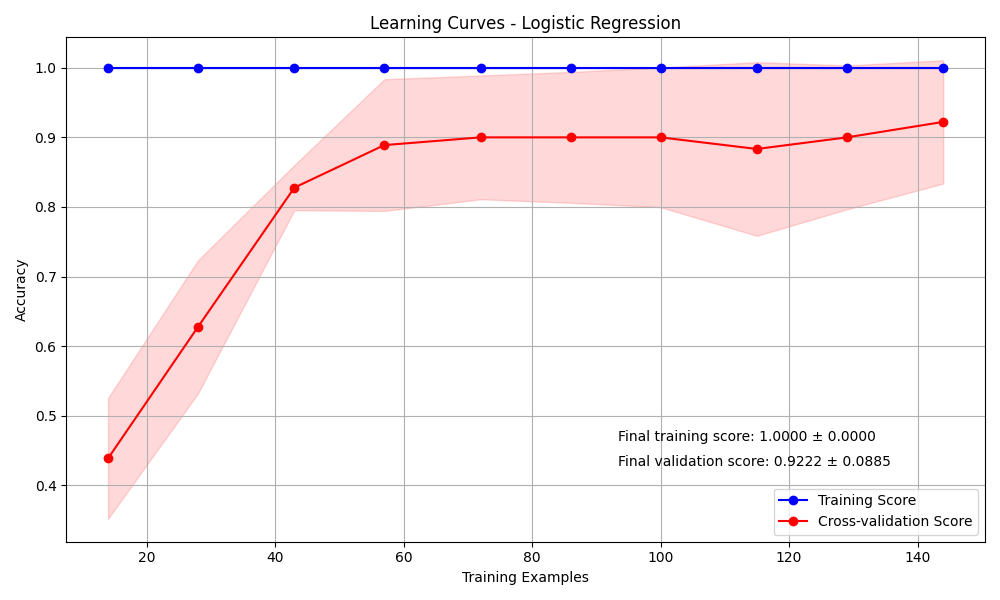 Learning Curves - Logistic Regression
1.0
0.9
0.8
0.7
0.6
0.5
0.4
Accuracy
Final training score: 1.0000 ± 0.0000
Final validation score: 0.9222 ± 0.0885
Training Score
Cross-validation Score
20 40 60 80 100 120 140
Training Examples